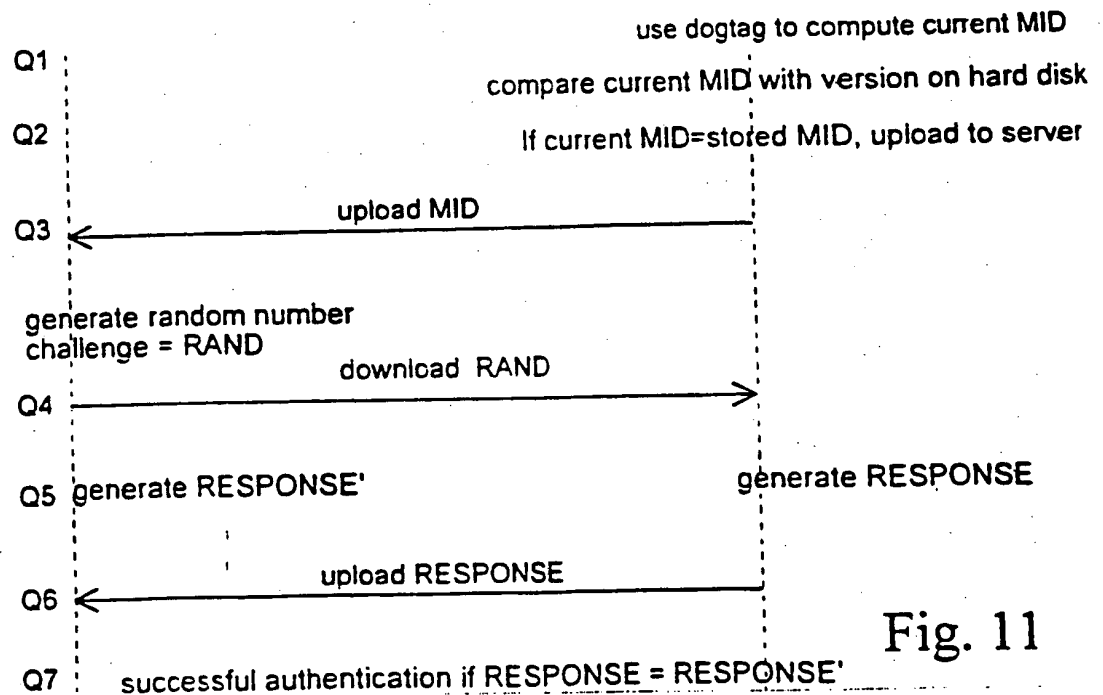 use dogtag to compute current MID
Q1
compare current MID with version on hard disk
Q2
If current MID=stored MID, upload to server
upload MID
Q3
generate random number
challenge = RAND
download RAND
Q4
Q5 generate RESPONSE' generate RESPONSE
upload RESPONSE
Q6
Fig. 11
Q7 successful authentication if RESPONSE = RESPONSE'